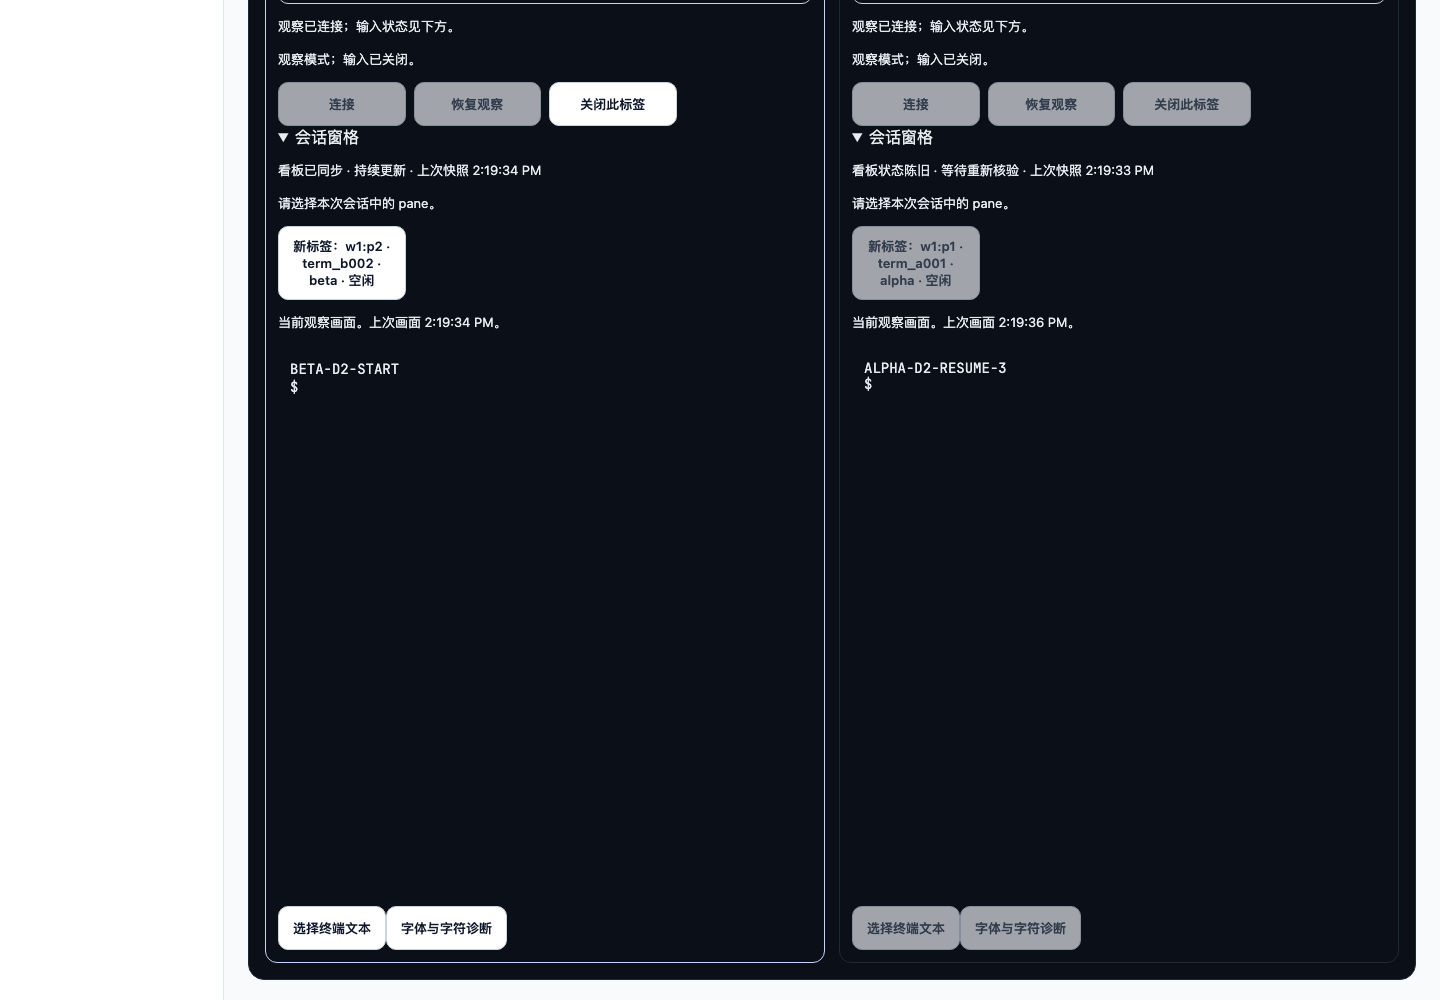 观察已连接；输入状态见下方。
观察模式；输入已关闭。
连接
恢复观察
关闭此标签
▼ 会话窗格
看板已同步 · 持续更新 · 上次快照 2:19:34 PM
请选择本次会话中的 pane。
新标签：w1:p2 ·
term_b002 ·
beta · 空闲
当前观察画面。上次画面 2:19:34 PM。
BETA-D2-START
$
选择终端文本
字体与字符诊断
观察已连接；输入状态见下方。
观察模式；输入已关闭。
连接
恢复观察
关闭此标签
▼ 会话窗格
看板状态陈旧 · 等待重新核验 · 上次快照 2:19:33 PM
请选择本次会话中的 pane。
新标签：w1:p1 ·
term_a001 ·
alpha · 空闲
当前观察画面。上次画面 2:19:36 PM。
ALPHA-D2-RESUME-3
$
选择终端文本
字体与字符诊断